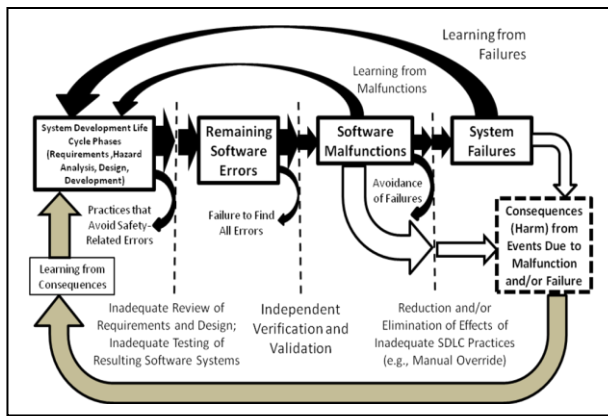 Learning from
Failures
Learning from
Malfunctions
System Development Life
Cycle Phases
(Requirements ,Hazard
Analysis, Design,
Development)
Remaining
Software
Errors
Software
Malfunctions
System
Failures
Practices that
Avoid Safety-
Related Errors
Failure to Find
All Errors
Avoidance
of Failures
Consequences
(Harm) from
Events Due to
Malfunction
and/or Failure
Learning from
Consequences
Inadequate Review of
Requirements and Design;
Inadequate Testing of
Resulting Software Systems
Independent
Verification and
Validation
Reduction and/or
Elimination of Effects of
Inadequate SDLC Practices
(e.g., Manual Override)